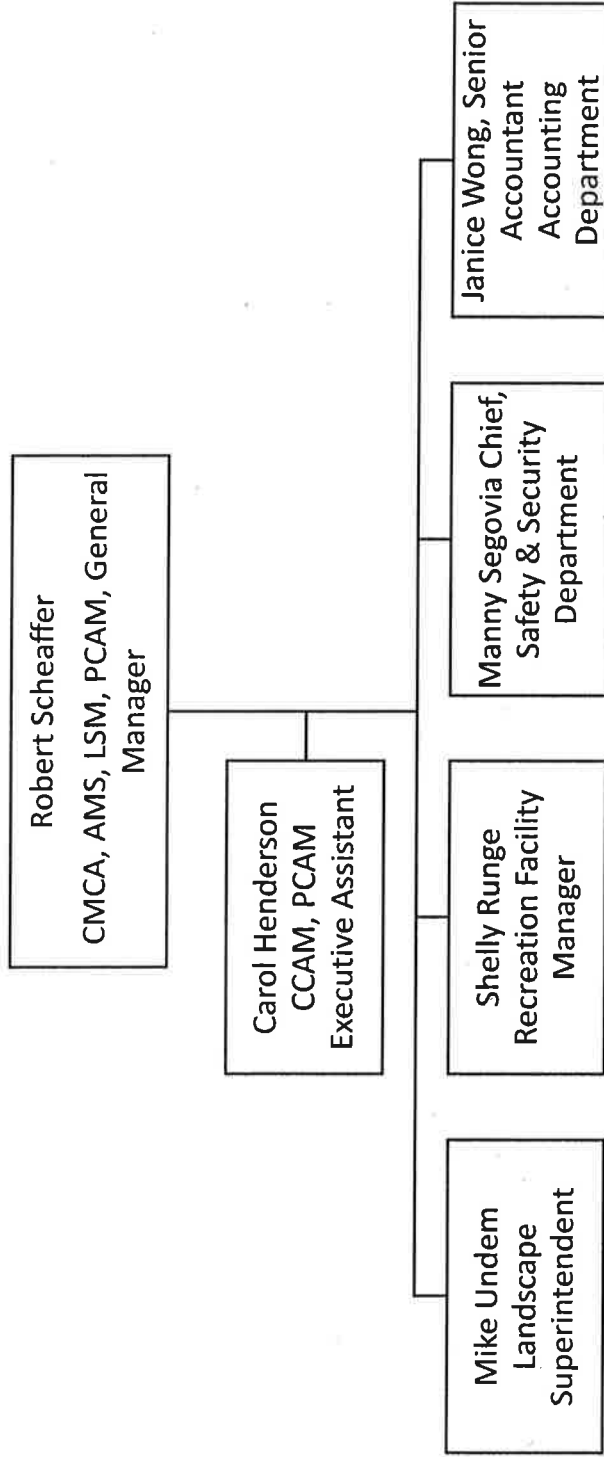 Robert Scheaffer
CMCA, AMS, LSM, PCAM, General
Manager
Carol Henderson
CCAM, PCAM
Executive Assistant
Mike Undem
Landscape
Superintendent
Shelly Runge
Recreation Facility
Manager
Manny Segovia Chief,
Safety & Security
Department
Janice Wong, Senior
Accountant
Accounting
Department